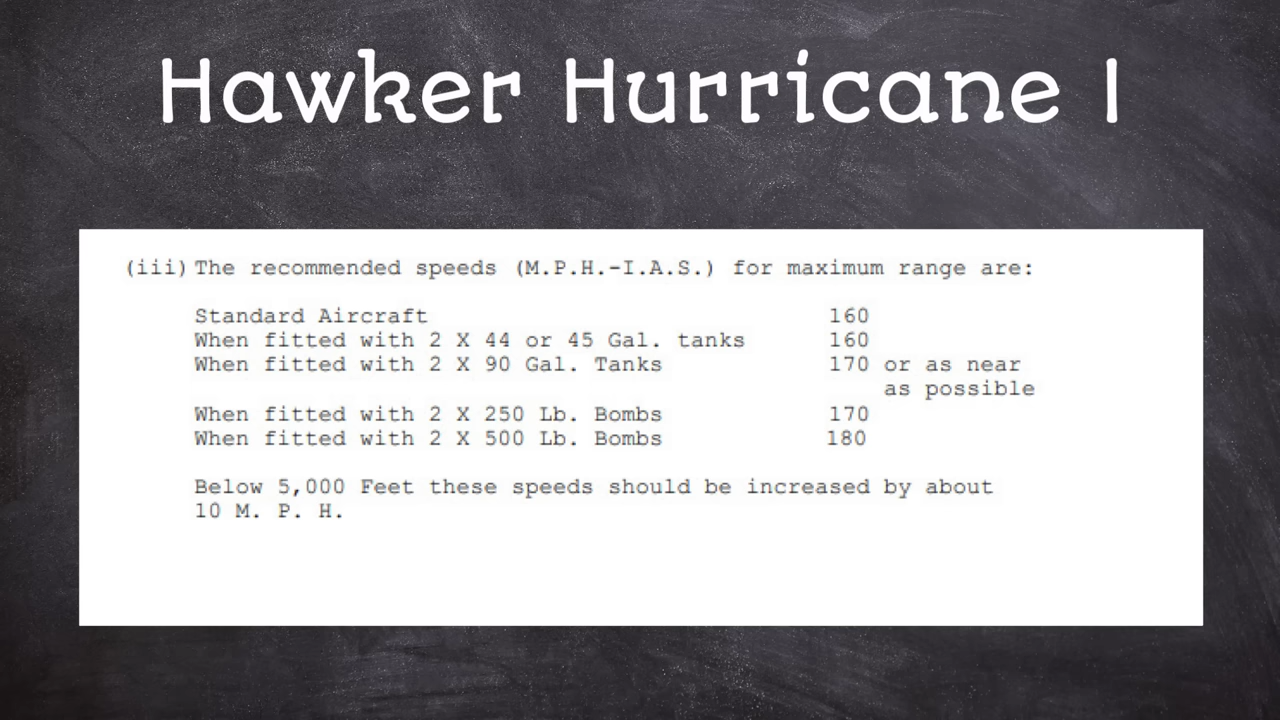 Hawker Hurricane I
(iii) The recommended speeds (M.P.H.-I.A.S.) for maximum range are:
Standard Aircraft 160
When fitted with 2 X 44 or 45 Gal. tanks 160
When fitted with 2 X 90 Gal. Tanks 170 or as near
as possible
When fitted with 2 X 250 Lb. Bombs 170
When fitted with 2 X 500 Lb. Bombs 180
Below 5,000 Feet these speeds should be increased by about
10 M. P. H.